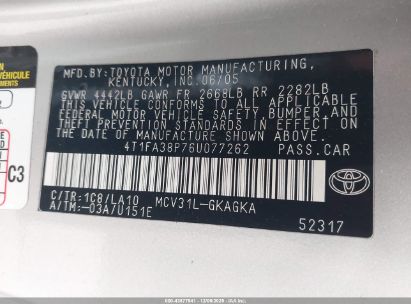 MFD.BY:TOYOTA MOTOR MANUFACTURING,
KENTUCKY, INC. 06/05
GVWR 4442LB GAWR FR 2668LB RR 2282LB
THIS VEHICLE CONFORMS TO ALL APPLICABLE
FEDERAL MOTOR VEHICLE SAFETY, BUMPER, AND
THEFT PREVENTION STANDARDS IN EFFECT ON
THE DATE OF MANUFACTURE SHOWN ABOVE.
4T1FA38P76U077262 PASS.CAR
C/TR:1C8/LA10 MCV31L-GKAGKA
A/TM:-03A/U151E
TOYOTA
52317
VÉHICULE
C3